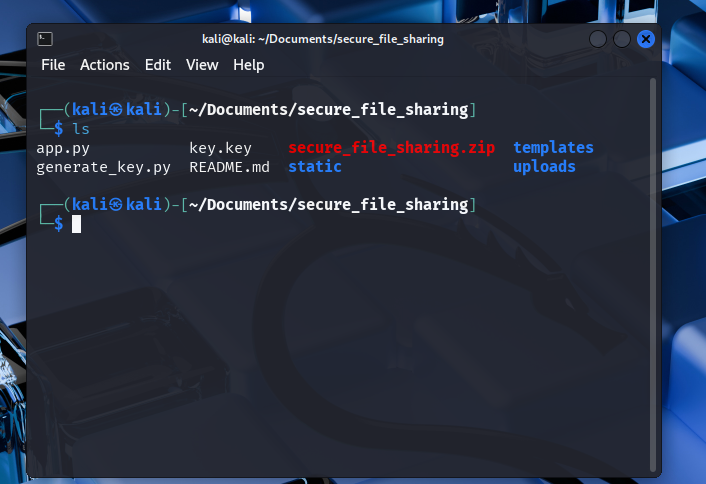 kali@kali: ~/Documents/secure_file_sharing
File Actions Edit View Help
┌──(kali㉿kali)-[~/Documents/secure_file_sharing]
└─$ ls
app.py key.key secure_file_sharing.zip templates
generate_key.py README.md static uploads
┌──(kali㉿kali)-[~/Documents/secure_file_sharing]
└─$